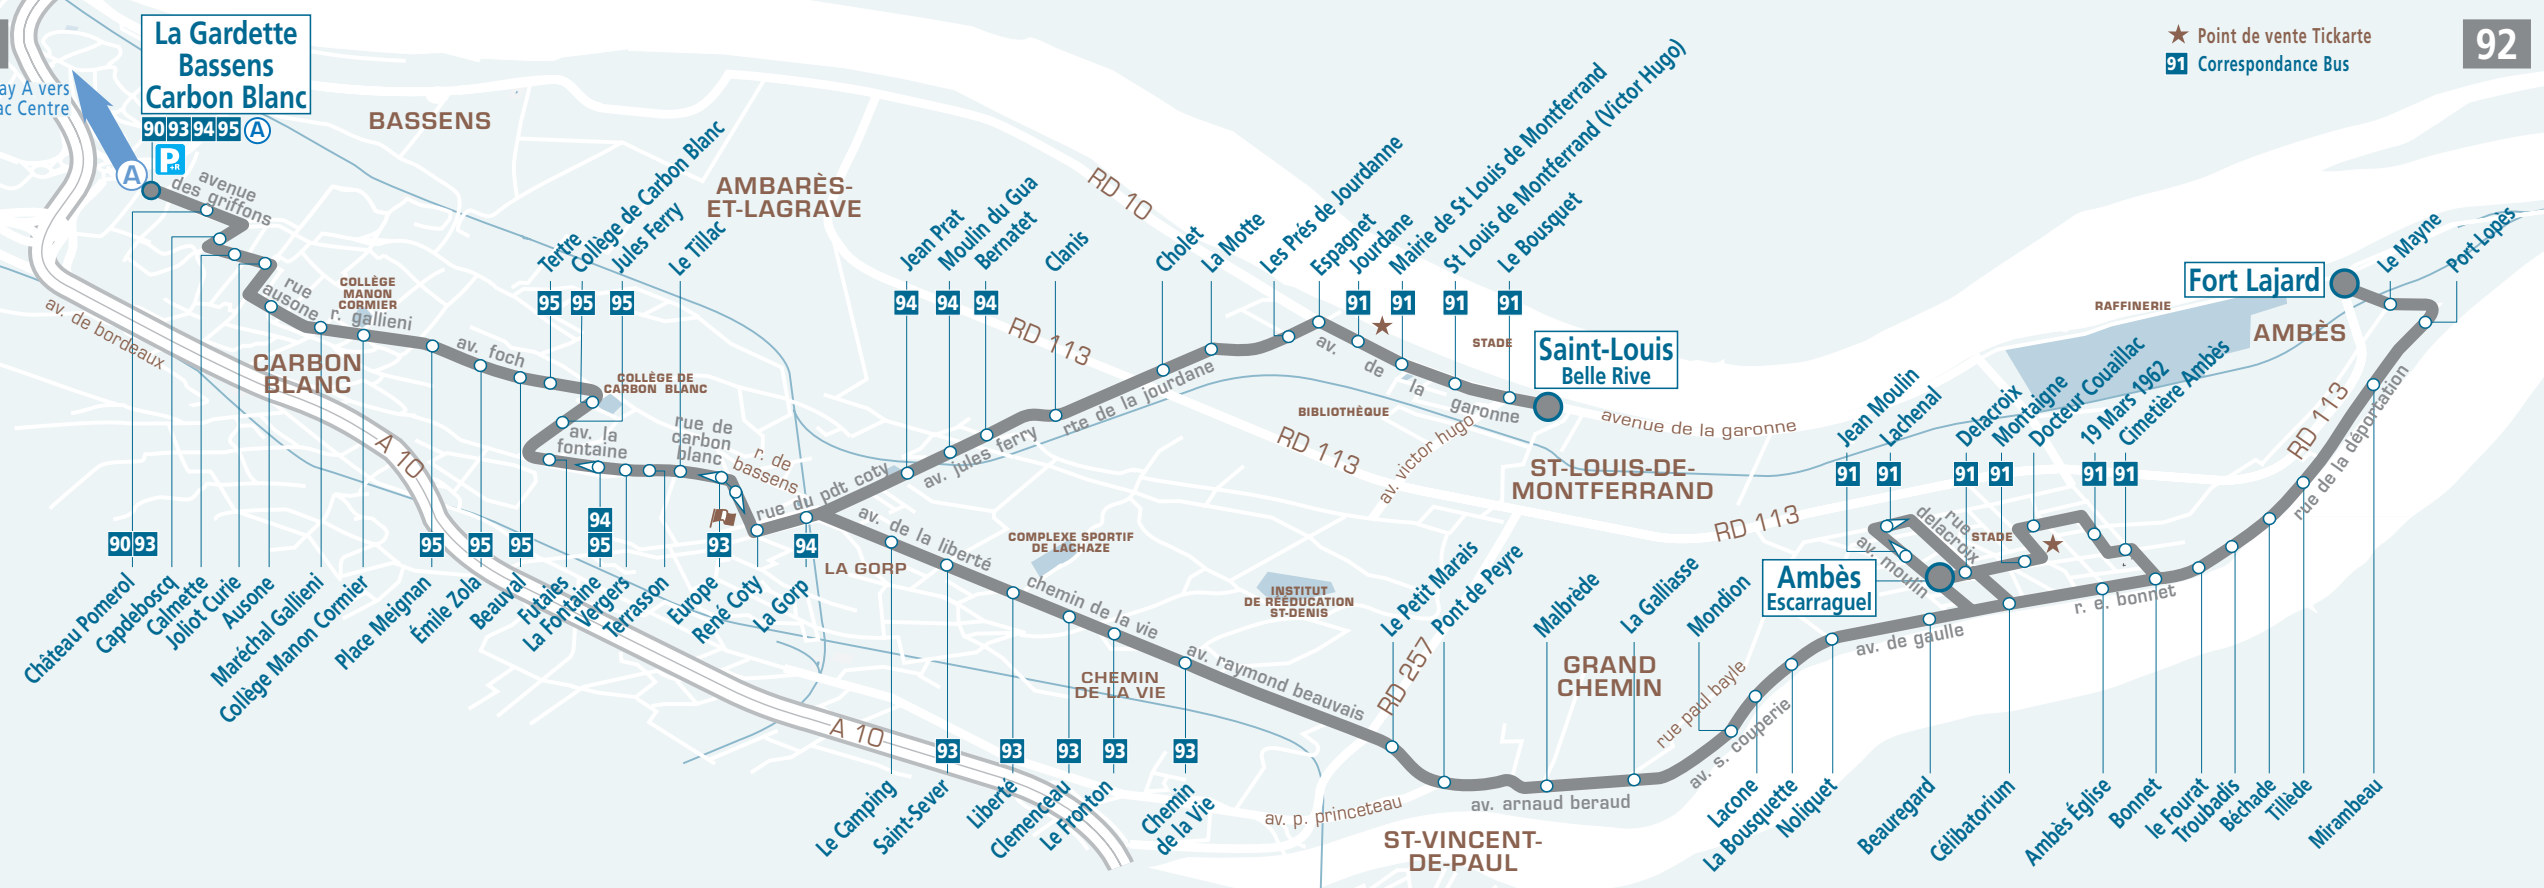 La Gardette
Bassens
Carbon Blanc
90 93 94 95 A
P+R
A
ay A vers
ac Centre
Point de vente Tickarte
91 Correspondance Bus
92
BASSENS
AMBARÈS-
ET-LAGRAVE
CARBON
BLANC
avenue
des griffons
rue
ausone
COLLÈGE
MANON
CORMIER
r. gallieni
av. foch
av. de bordeaux
A 10
COLLÈGE DE
CARBON BLANC
av. la
fontaine
rue de
carbon
blanc
r. de
bassens
rue du pdt coty
av. jules ferry
rte de la jourdane
RD 10
RD 113
Tertre
Collège de Carbon Blanc
Jules Ferry
Le Tillac
95
95
95
Jean Prat
Moulin du Gua
Bernatet
Clanis
94
94
94
Cholet
La Motte
Les Prés de Jourdanne
Espagnet
Jourdane
Mairie de St Louis de Montferrand
St Louis de Montferrand (Victor Hugo)
Le Bousquet
91
91
91
91
STADE
Saint-Louis
Belle Rive
av. de la garonne
avenue de la garonne
BIBLIOTHÈQUE
av. victor hugo
RD 113
ST-LOUIS-DE-
MONTFERRAND
RD 113
90 93
95
95
95
94
95
93
94
Château Pomerol
Capdeboscq
Calmette
Joliot Curie
Ausone
Maréchal Gallieni
Collège Manon Cormier
Place Meignan
Émile Zola
Beauval
Futaies
La Fontaine
Vergers
Terrasson
Europe
René Coty
La Gorp
LA GORP
av. de la liberté
COMPLEXE SPORTIF
DE LACHAZE
chemin de la vie
CHEMIN
DE LA VIE
av. raymond beauvais
INSTITUT
DE RÉÉDUCATION
ST-DENIS
A 10
93
93
93
93
93
Le Camping
Saint-Sever
Liberté
Clemenceau
Le Fronton
Chemin
de la Vie
RD 257
av. p. princeteau
ST-VINCENT-
DE-PAUL
av. arnaud beraud
Le Petit Marais
Pont de Peyre
Malbrède
La Galliasse
Mondion
GRAND
CHEMIN
rue paul bayle
av. s. couperie
Lacone
La Bousquette
Noliquet
Beauregard
Célibatorium
Ambès Église
Bonnet
le Fourat
Troubadis
Béchade
Tillède
Mirambeau
av. de gaulle
r. e. bonnet
Ambès
Escarraguel
av. moulin
rue
delacroix
STADE
Jean Moulin
Lachenal
Delacroix
Montaigne
Docteur Couaillac
19 Mars 1962
Cimetière Ambès
91
91
91
91
91
91
RD 113
rue de la déportation
RAFFINERIE
AMBÈS
Fort Lajard
Le Mayne
Port Lopès